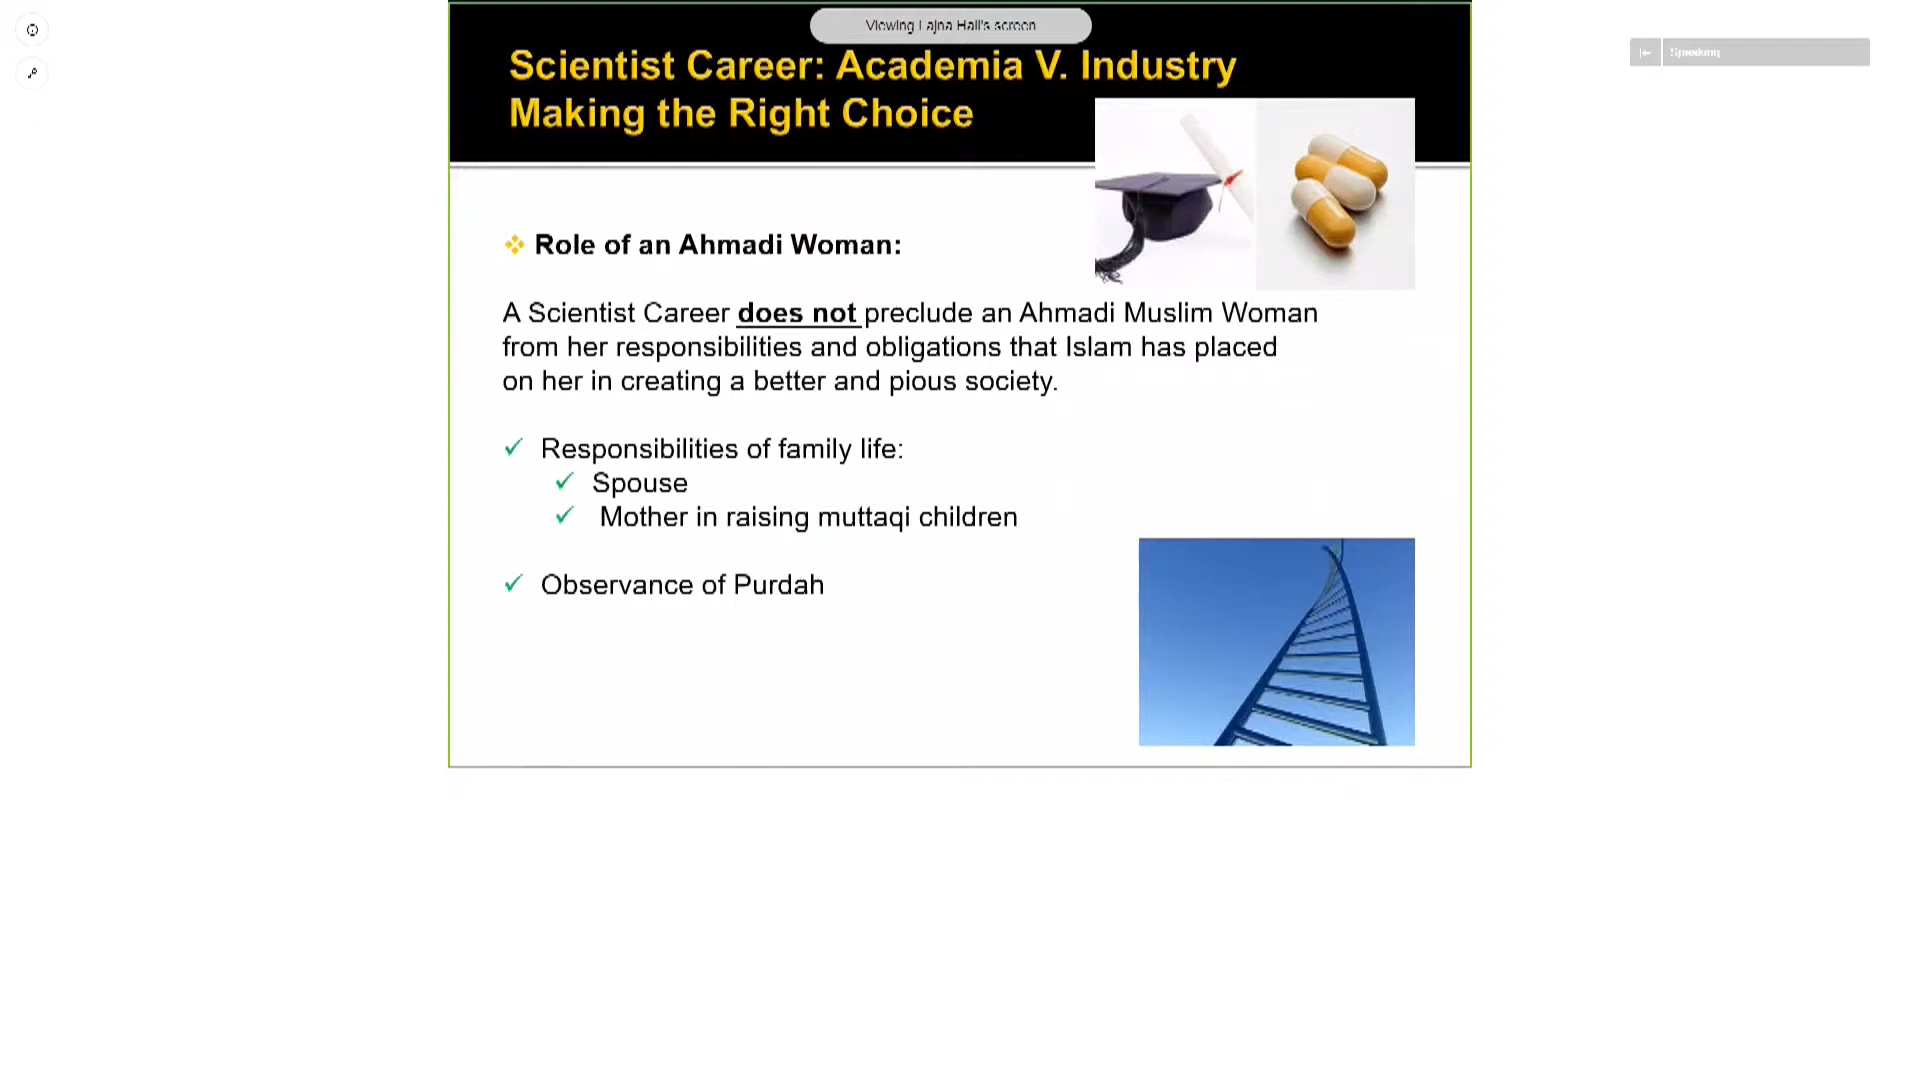 Viewing Lajna Hall's screen
Speaking
Scientist Career: Academia V. Industry
Making the Right Choice
Role of an Ahmadi Woman:
A Scientist Career does not preclude an Ahmadi Muslim Woman
from her responsibilities and obligations that Islam has placed
on her in creating a better and pious society.
Responsibilities of family life:
Spouse
Mother in raising muttaqi children
Observance of Purdah